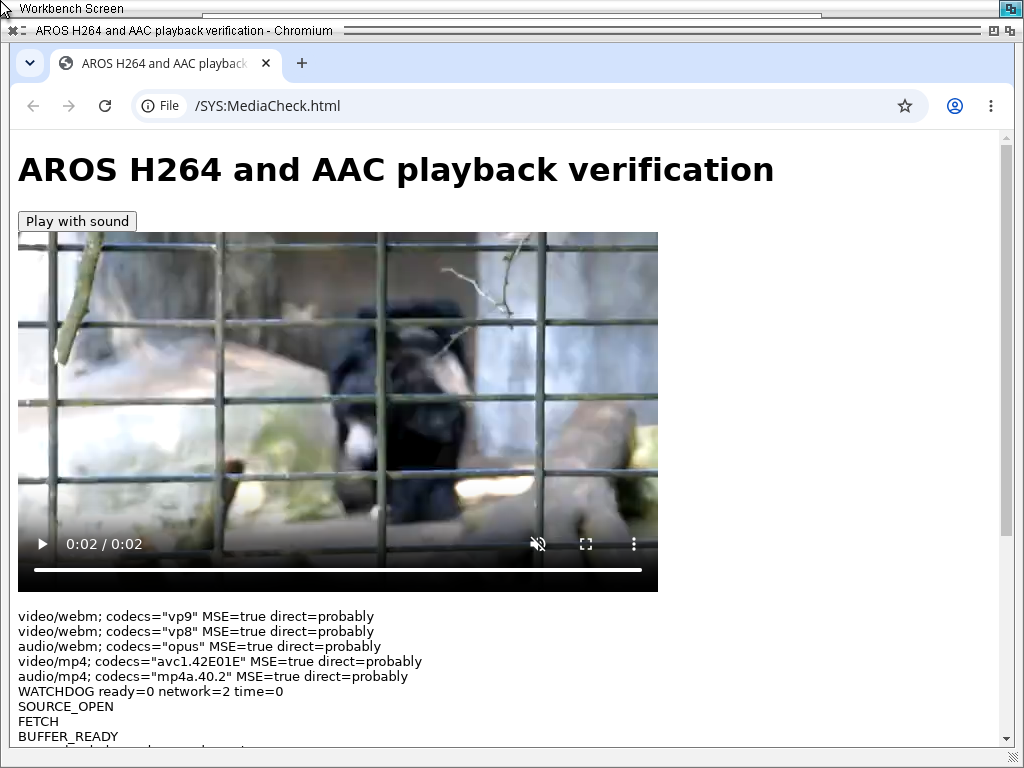 Workbench Screen
AROS H264 and AAC playback verification - Chromium
AROS H264 and AAC playback
File
/SYS:MediaCheck.html
AROS H264 and AAC playback verification
Play with sound
0:02 / 0:02
video/webm; codecs="vp9" MSE=true direct=probably
video/webm; codecs="vp8" MSE=true direct=probably
audio/webm; codecs="opus" MSE=true direct=probably
video/mp4; codecs="avc1.42E01E" MSE=true direct=probably
audio/mp4; codecs="mp4a.40.2" MSE=true direct=probably
WATCHDOG ready=0 network=2 time=0
SOURCE_OPEN
FETCH
BUFFER_READY